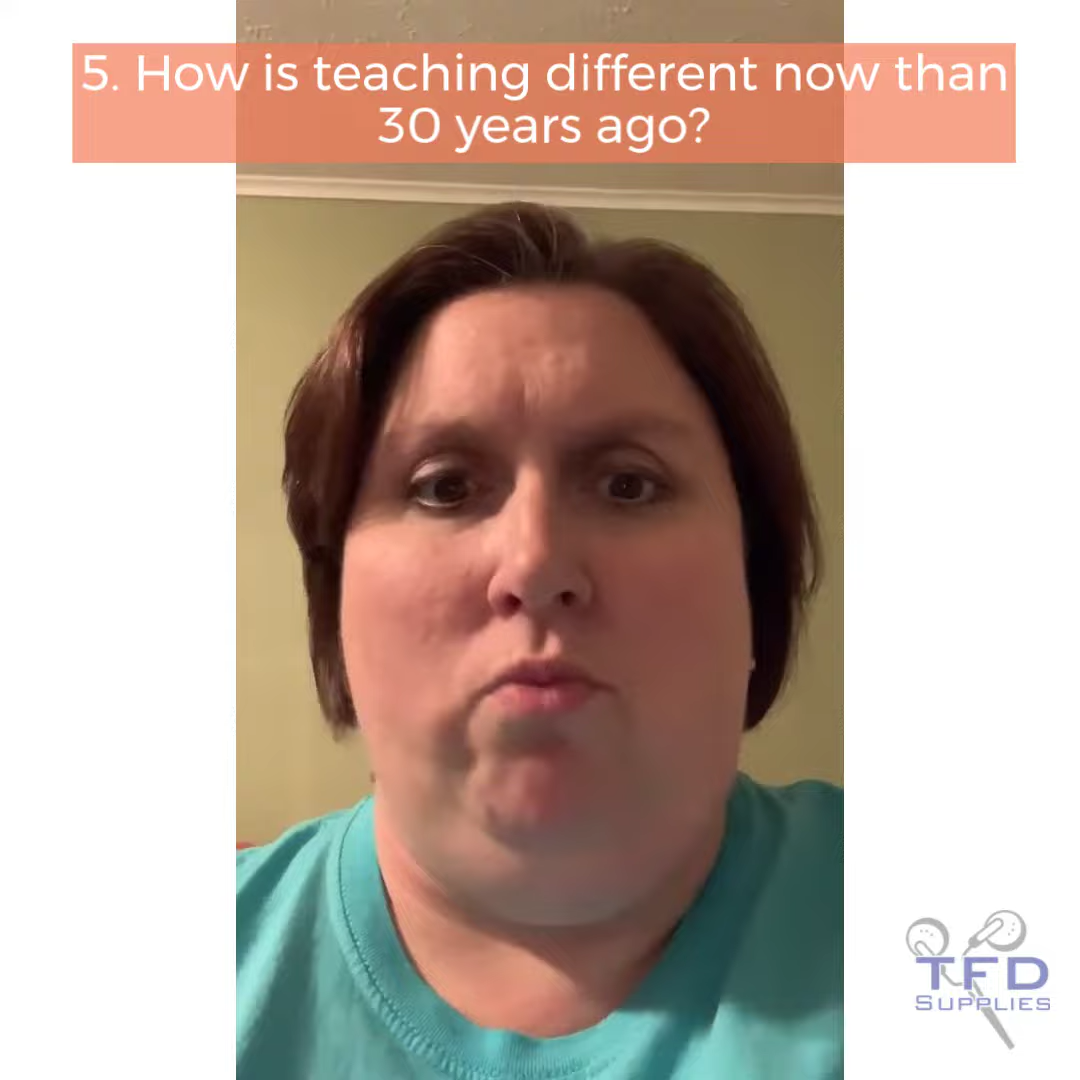 5. How is teaching different now than
30 years ago?
TFD
SUPPLIES